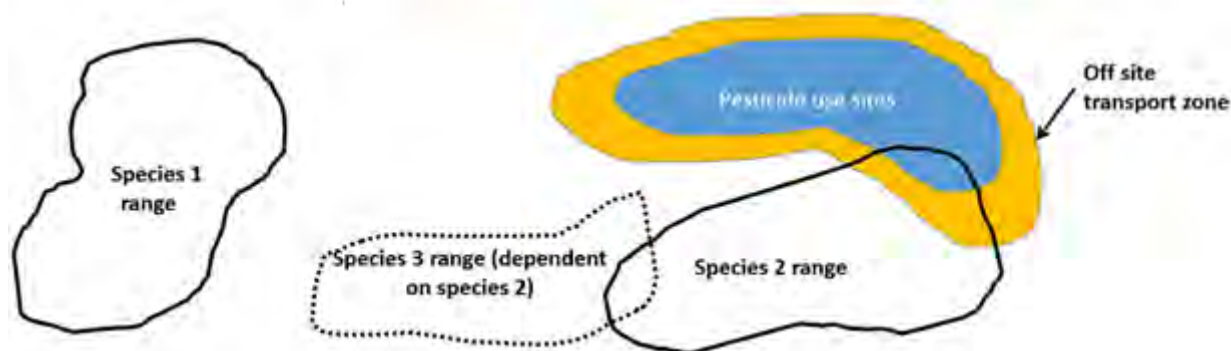 Species 1
range
Species 3 range (dependent
on species 2)
Species 2 range
Pesticide use sites
Off site
transport zone